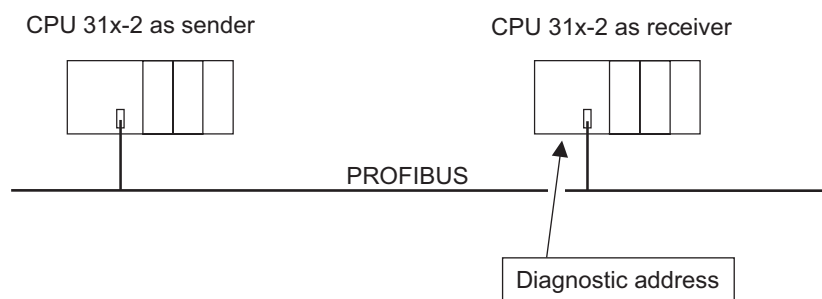 CPU 31x-2 as sender
CPU 31x-2 as receiver
PROFIBUS
Diagnostic address